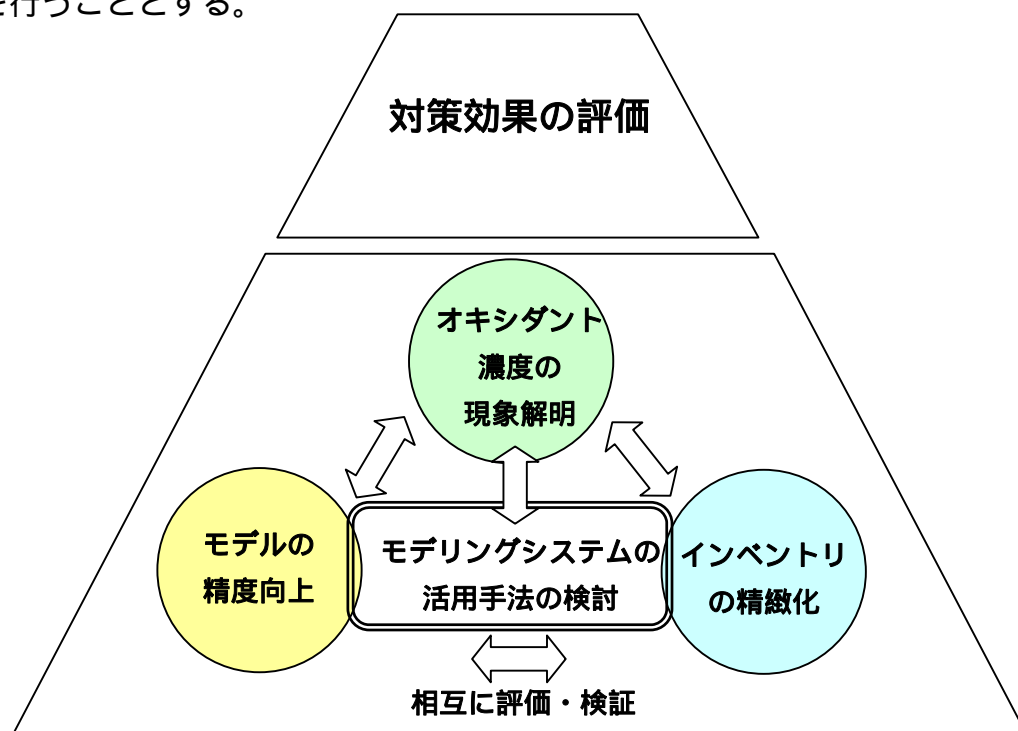 を行うこととする。
対策効果の評価
オキシダント
濃度の
現象解明
モデルの
精度向上
モデリングシステムの
活用手法の検討
インベントリ
の精緻化
相互に評価・検証